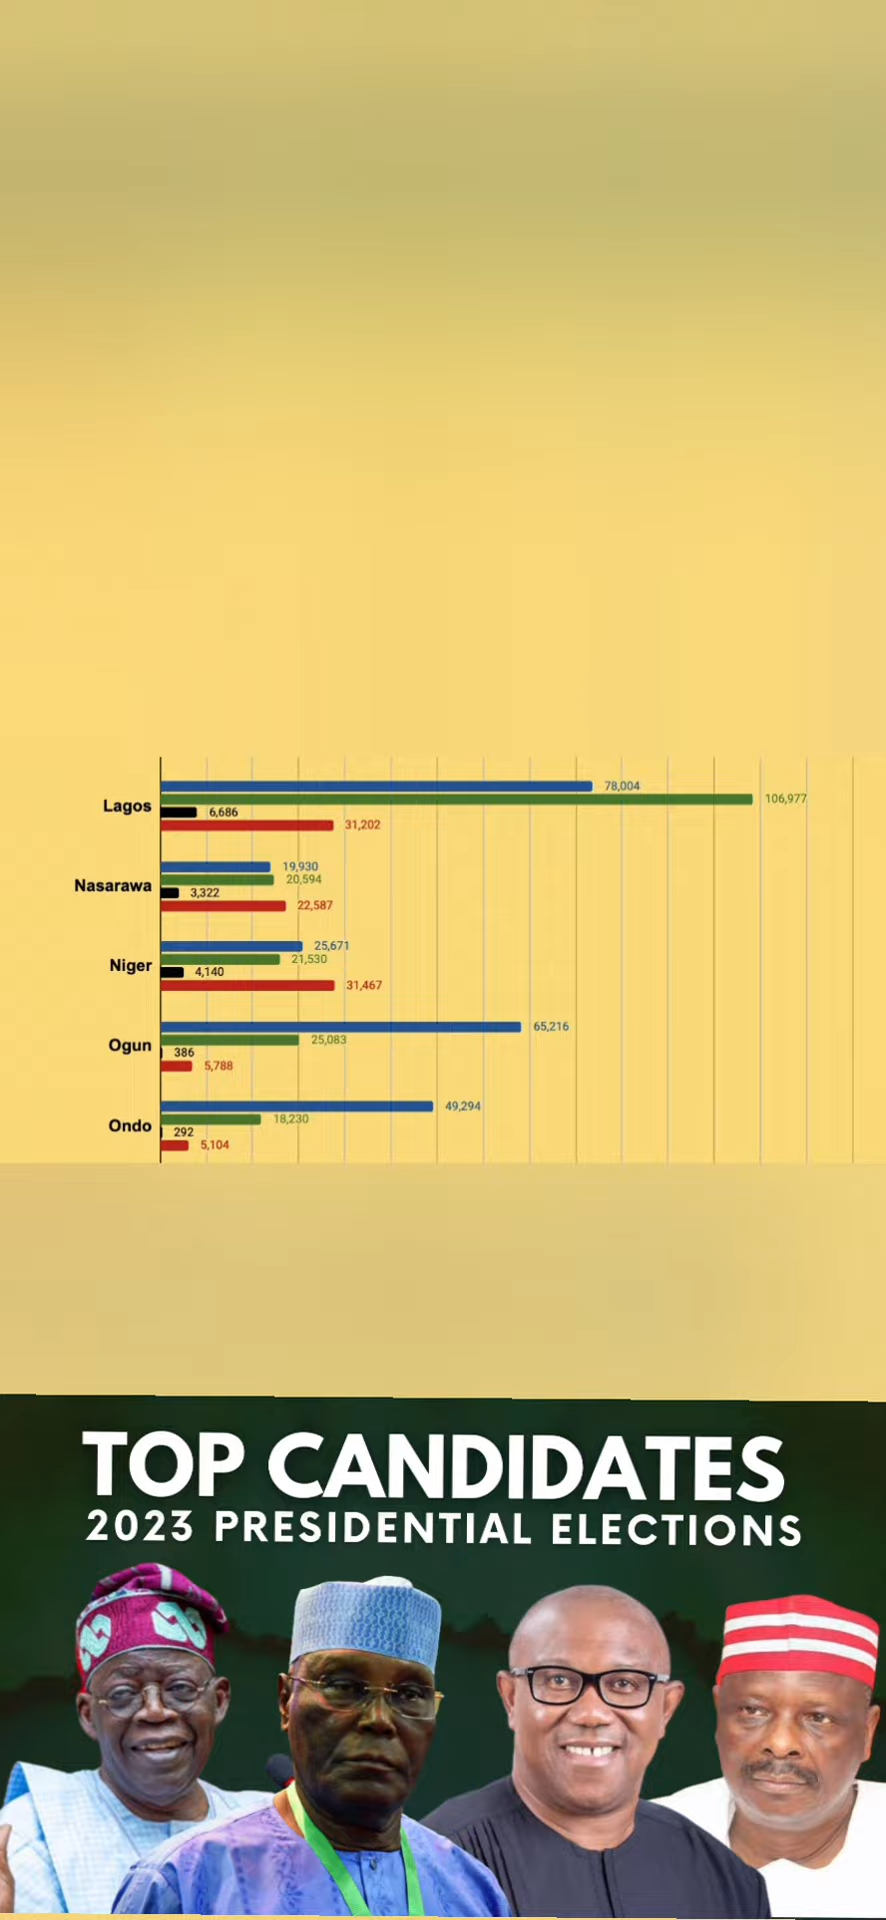 78,004
106,977
Lagos
6,686
31,202
19,930
20,594
Nasarawa
3,322
22,587
25,671
21,530
Niger
4,140
31,467
65,216
25,083
Ogun
386
5,788
49,294
18,230
Ondo
292
5,104
TOP CANDIDATES
2023 PRESIDENTIAL ELECTIONS